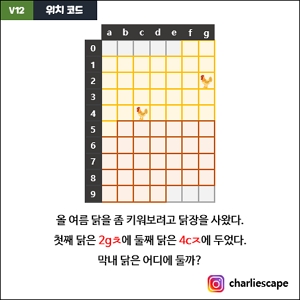 V12 위치 코드
a b c d e f g
0
1
2
3
4
5
6
7
8
9
올 여름 닭을 좀 키워보려고 닭장을 사왔다.
첫째 닭은 2gㅊ에 둘째 닭은 4cㅈ에 두었다.
막내 닭은 어디에 둘까?
charliescape